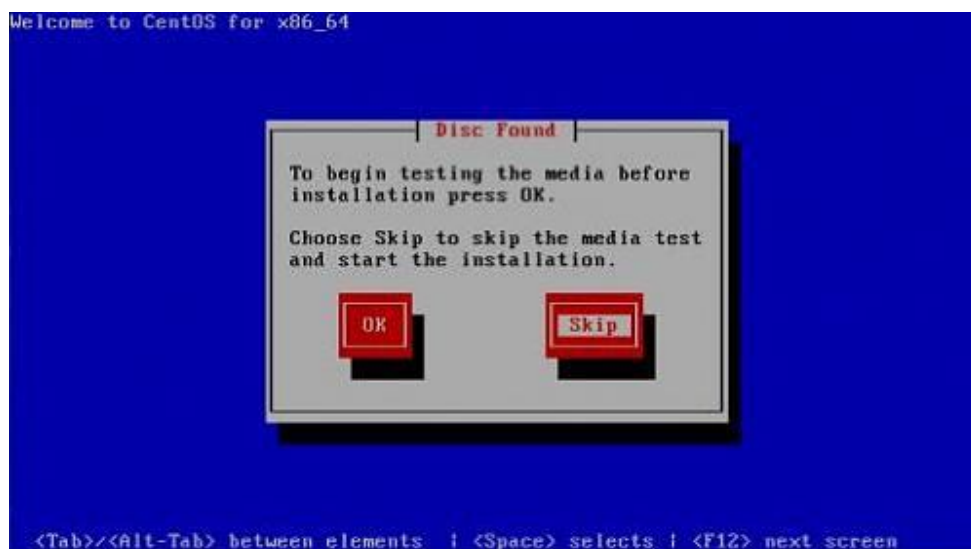 Welcome to CentOS for x86_64
Disc Found
To begin testing the media before
installation press OK.
Choose Skip to skip the media test
and start the installation.
OK Skip
<Tab>/<Alt-Tab> between elements | <Space> selects | <F12> next screen